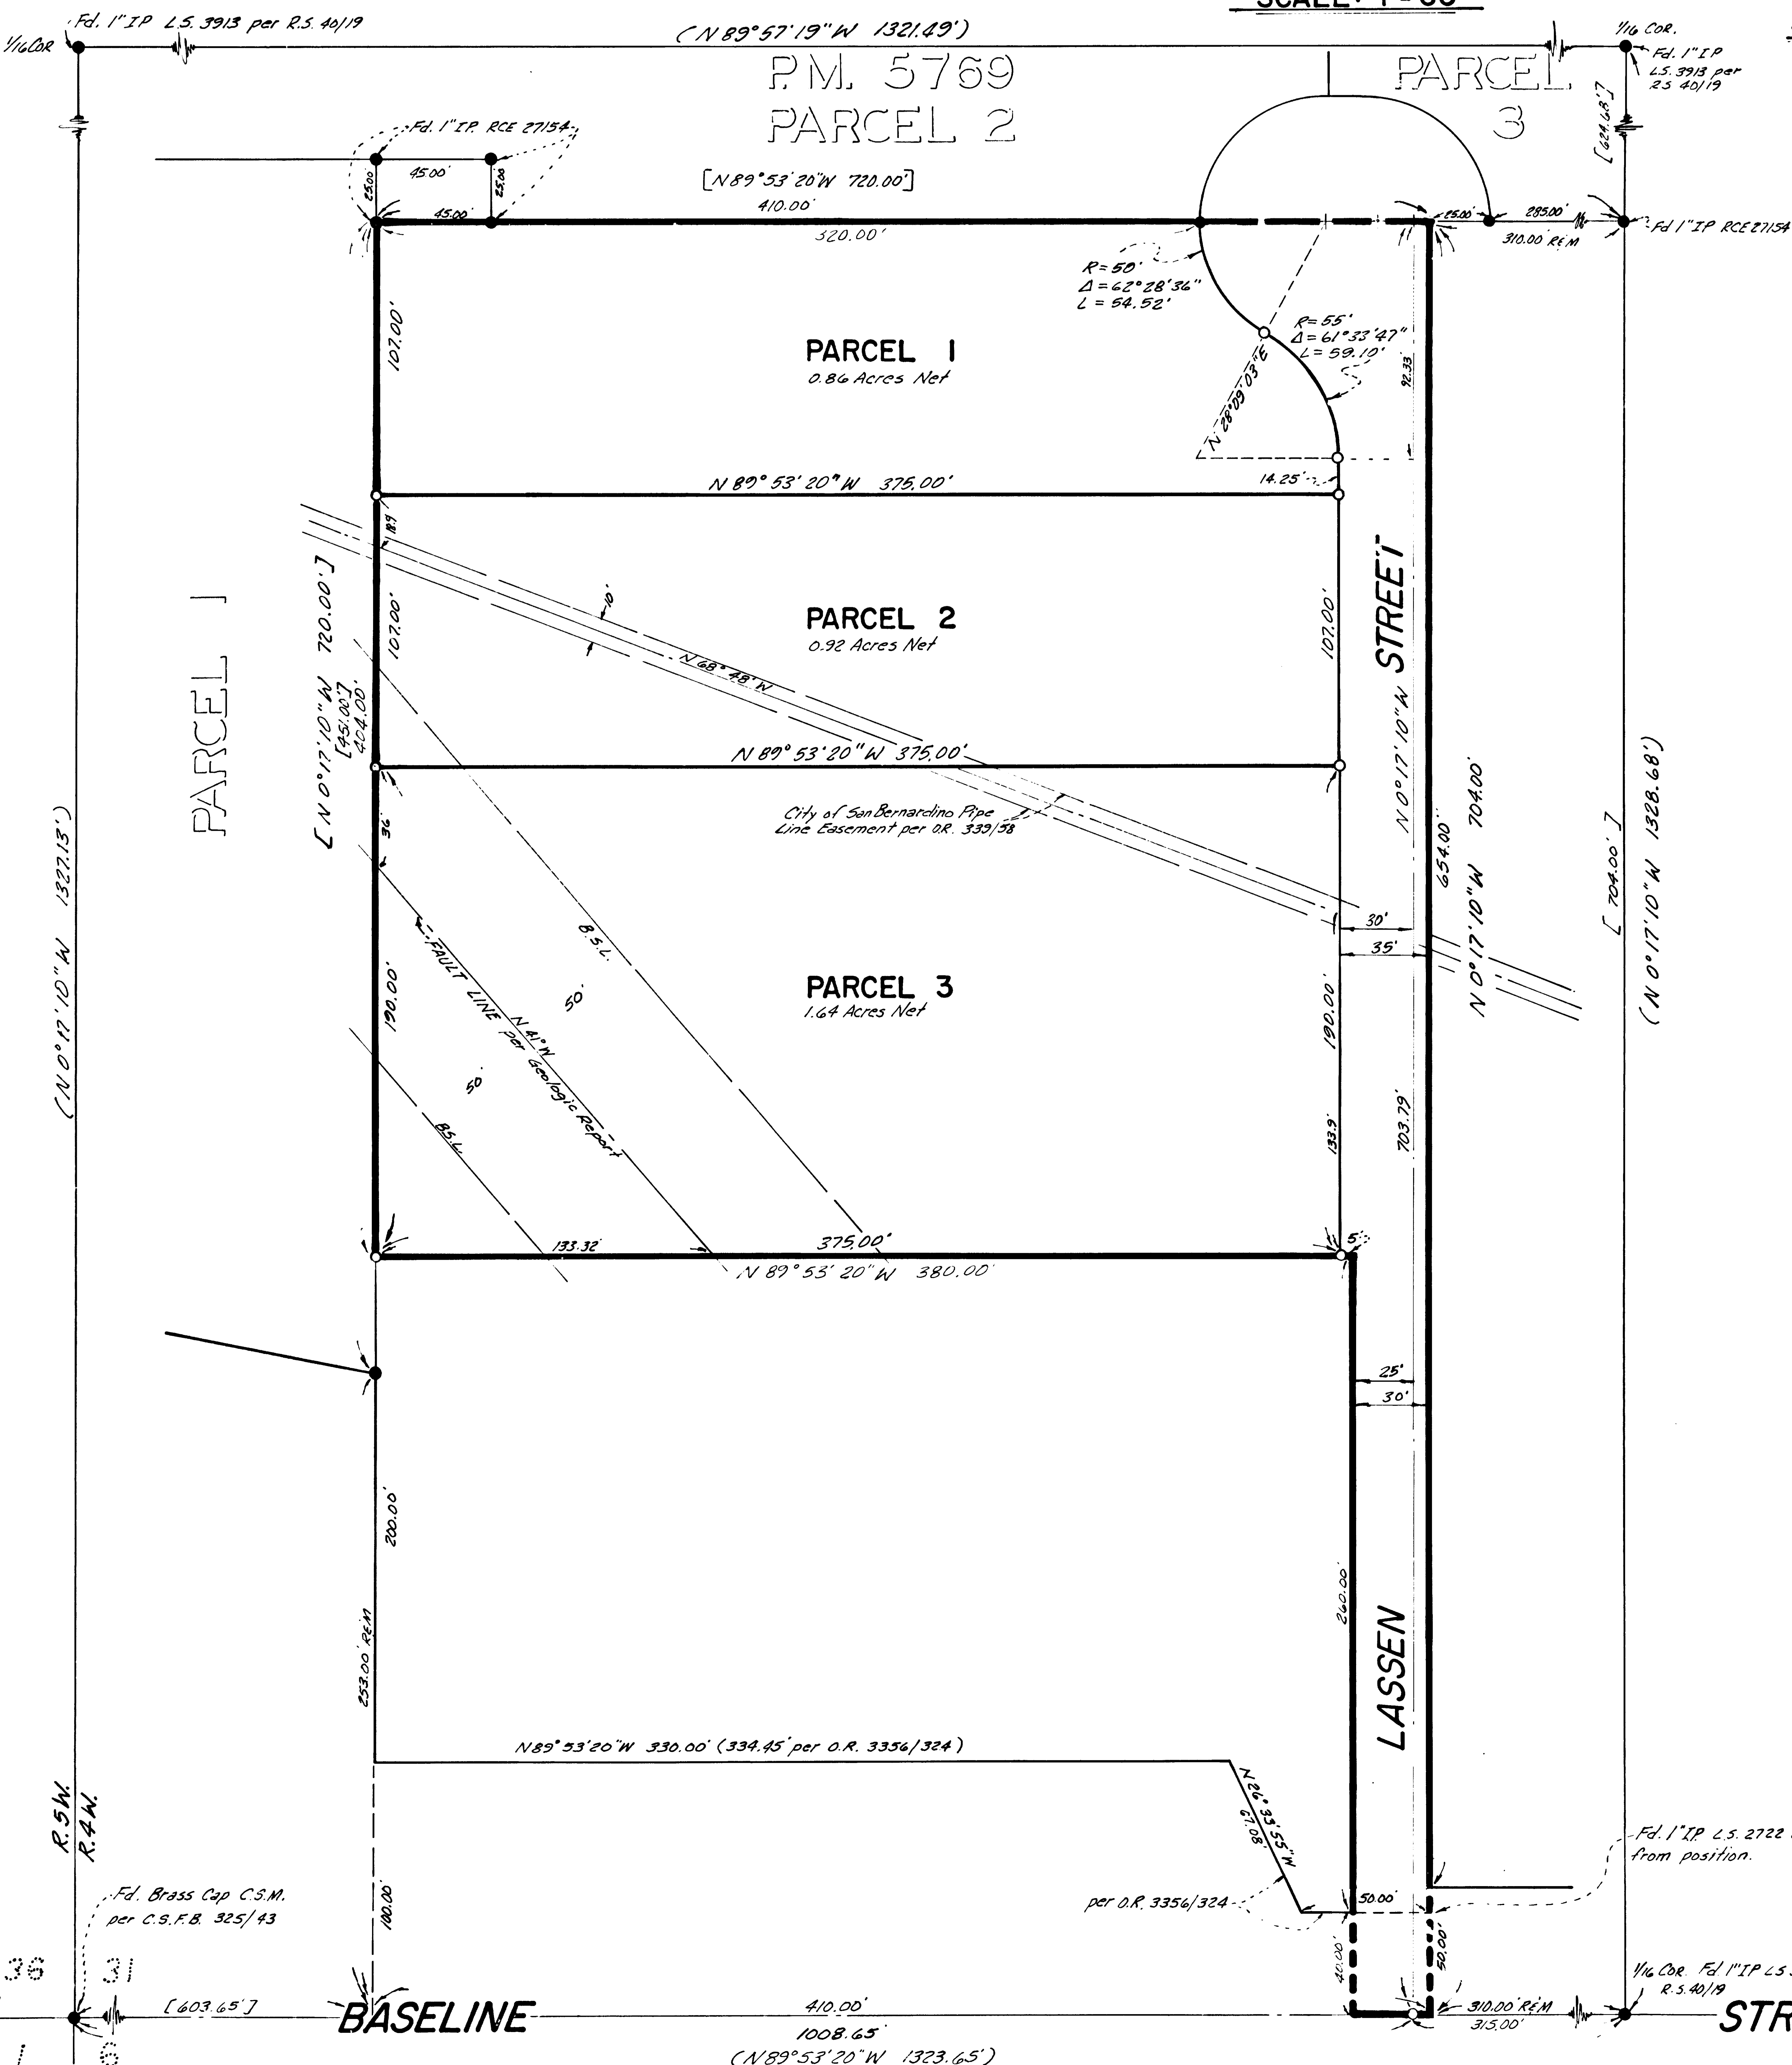 Fd. 1"IP L.S. 3913 per R.S. 40/19
1/16 COR
(N 89°57'19"W 1321.49')
1/16 COR.
Fd. 1" IP
L.S. 3913 per
R.S 40/19
[624.68']
P.M. 5769
PARCEL 2
PARCEL
3
Fd. 1" IP. RCE 27154
25.00'
45.00'
25.00'
45.00'
[N 89°53'20"W 720.00']
410.00'
320.00'
25.00'
285.00'
310.00' REM
Fd 1" IP RCE 27154
R=50'
Δ=62°28'36"
L=54.52'
R=55'
Δ=61°33'47"
L=59.10'
N 28°09'03"E
92.33'
107.00'
PARCEL 1
0.86 Acres Net
N 89°53'20"W 375.00'
14.25'
18.9
10'
107.00'
PARCEL 2
0.92 Acres Net
N 68°48'W
107.00'
STREET
N 0°17'10"W
PARCEL 1
[N 0°17'10"W 720.00']
[451.00']
404.00'
N 89°53'20"W 375.00'
City of San Bernardino Pipe
Line Easement per O.R. 339/58
36'
30'
35'
654.00'
N 0°17'10"W 704.00'
[704.00']
(N 0°17'10"W 1328.68')
(N 0°17'10"W 1327.13')
B.S.L.
50'
FAULT LINE per Geologic Report
N 41°W
50'
B.S.L.
190.00'
PARCEL 3
1.64 Acres Net
190.00'
133.9'
703.79'
133.32'
375.00'
5'
N 89°53'20"W 380.00'
25'
30'
200.00'
253.00' REM
260.00'
LASSEN
N89°53'20"W 330.00' (334.45' per O.R. 3356/324)
N 26°33'55"W
67.08'
R.5W.
R.4W.
Fd. Brass Cap C.S.M.
per C.S.F.B. 325/43
100.00'
per O.R. 3356/324
50.00'
40.00'
50.00'
Fd. 1" IP. L.S. 2722
from position.
1/16 COR. Fd 1" IP LS
R.S. 40/19
36
31
[603.65']
BASELINE
410.00'
310.00' REM
315.00'
1008.65'
(N89°53'20"W 1323.65')
1
6